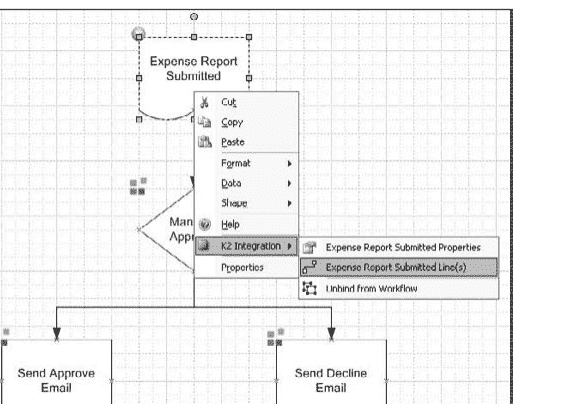 Expense Report
Submitted
Cut
Copy
Paste
Format
Data
Shape
Man
Appr
Help
K2 Integration
Expense Report Submitted Properties
Properties
Expense Report Submitted Line(s)
Unbind from Workflow
Send Approve
Email
Send Decline
Email